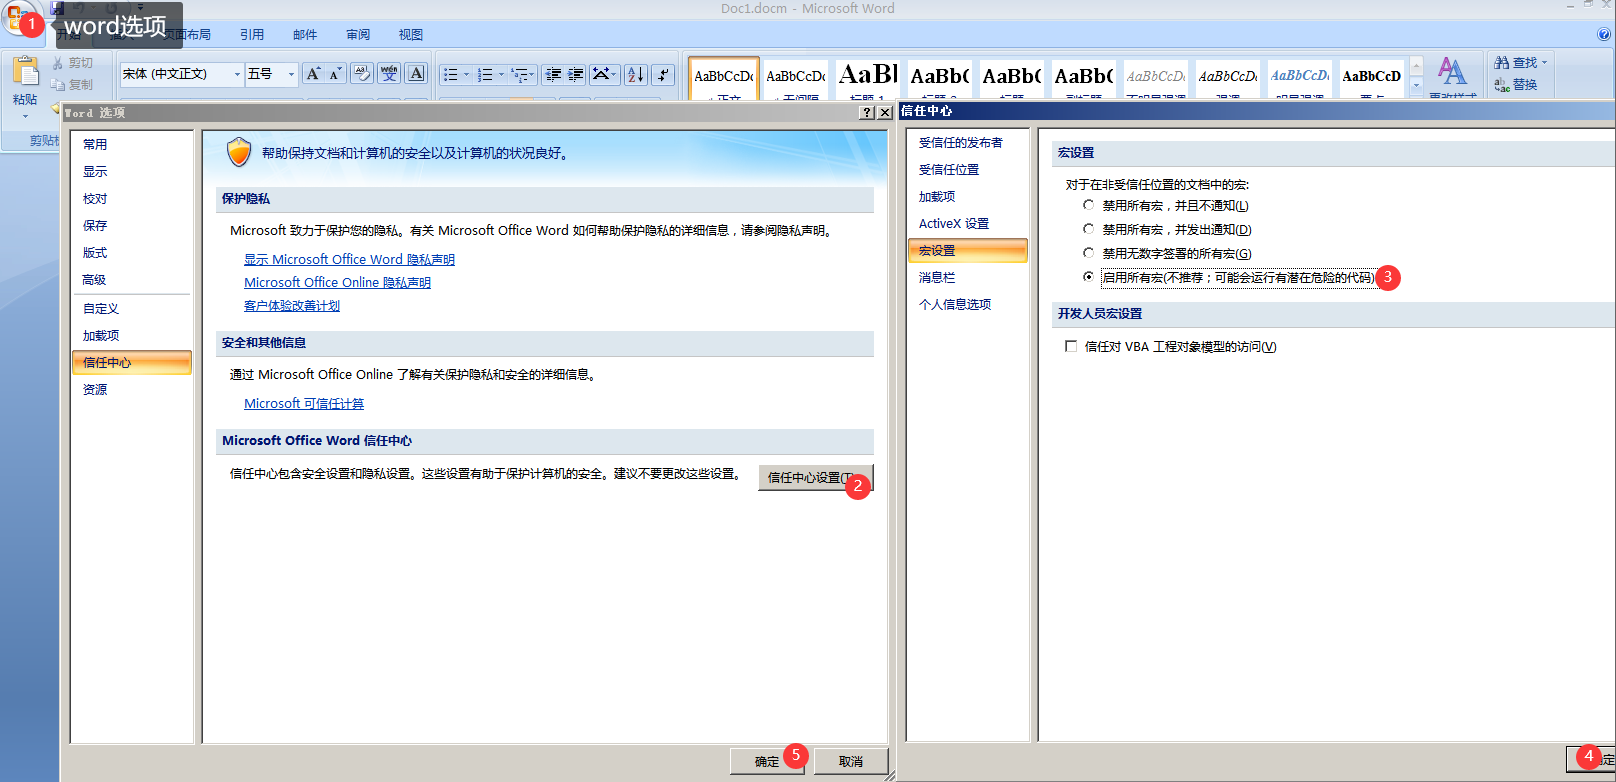 Doc1.docm - Microsoft Word
1
word选项
页面布局
引用
邮件
审阅
视图
粘贴
剪切
复制
宋体 (中文正文)
五号
AaBbCcDc
AaBbCcDc
AaBl
AaBb(
AaBb(
AaBb(
AaBbCcDc
AaBbCcDc
AaBbCcDc
AaBbCcD
查找
替换
Word 选项
常用
显示
校对
保存
版式
高级
自定义
加载项
信任中心
资源
帮助保持文档和计算机的安全以及计算机的状况良好。
保护隐私
Microsoft 致力于保护您的隐私。有关 Microsoft Office Word 如何帮助保护隐私的详细信息，请参阅隐私声明。
显示 Microsoft Office Word 隐私声明
Microsoft Office Online 隐私声明
客户体验改善计划
安全和其他信息
通过 Microsoft Office Online 了解有关保护隐私和安全的详细信息。
Microsoft 可信任计算
Microsoft Office Word 信任中心
信任中心包含安全设置和隐私设置。这些设置有助于保护计算机的安全。建议不要更改这些设置。
信任中心设置(T)
2
确定
5
取消
信任中心
受信任的发布者
受信任位置
加载项
ActiveX 设置
宏设置
消息栏
个人信息选项
宏设置
对于在非受信任位置的文档中的宏:
禁用所有宏，并且不通知(L)
禁用所有宏，并发出通知(D)
禁用无数字签署的所有宏(G)
启用所有宏(不推荐；可能会运行有潜在危险的代码)
3
开发人员宏设置
信任对 VBA 工程对象模型的访问(V)
4
定